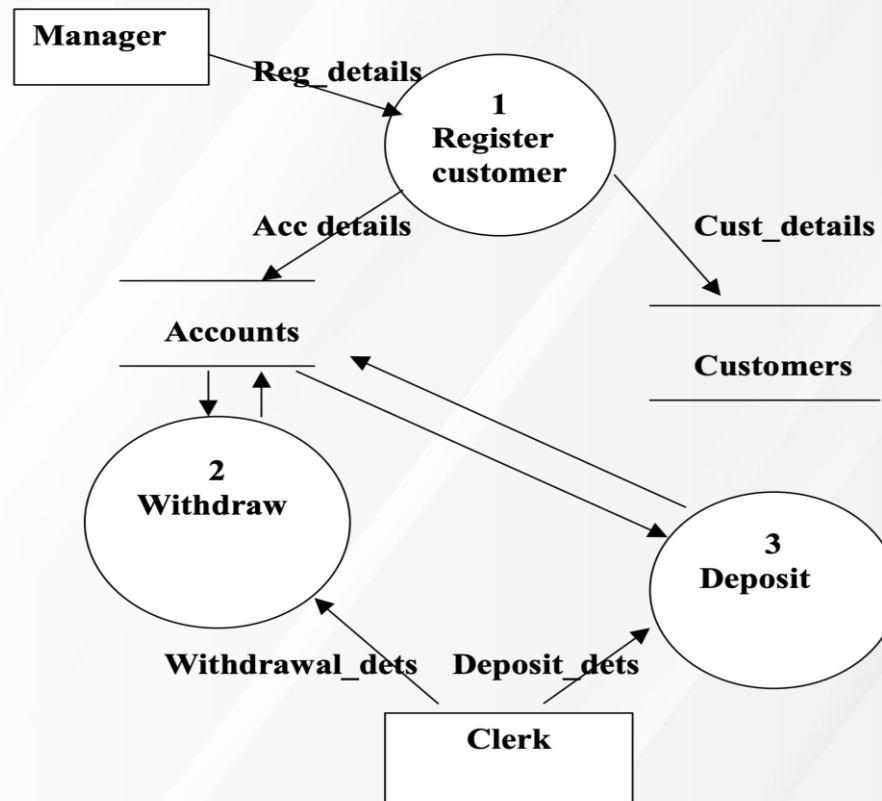 Manager
Reg_details
1
Register
customer
Acc details
Cust_details
Accounts
Customers
2
Withdraw
3
Deposit
Withdrawal_dets
Deposit_dets
Clerk